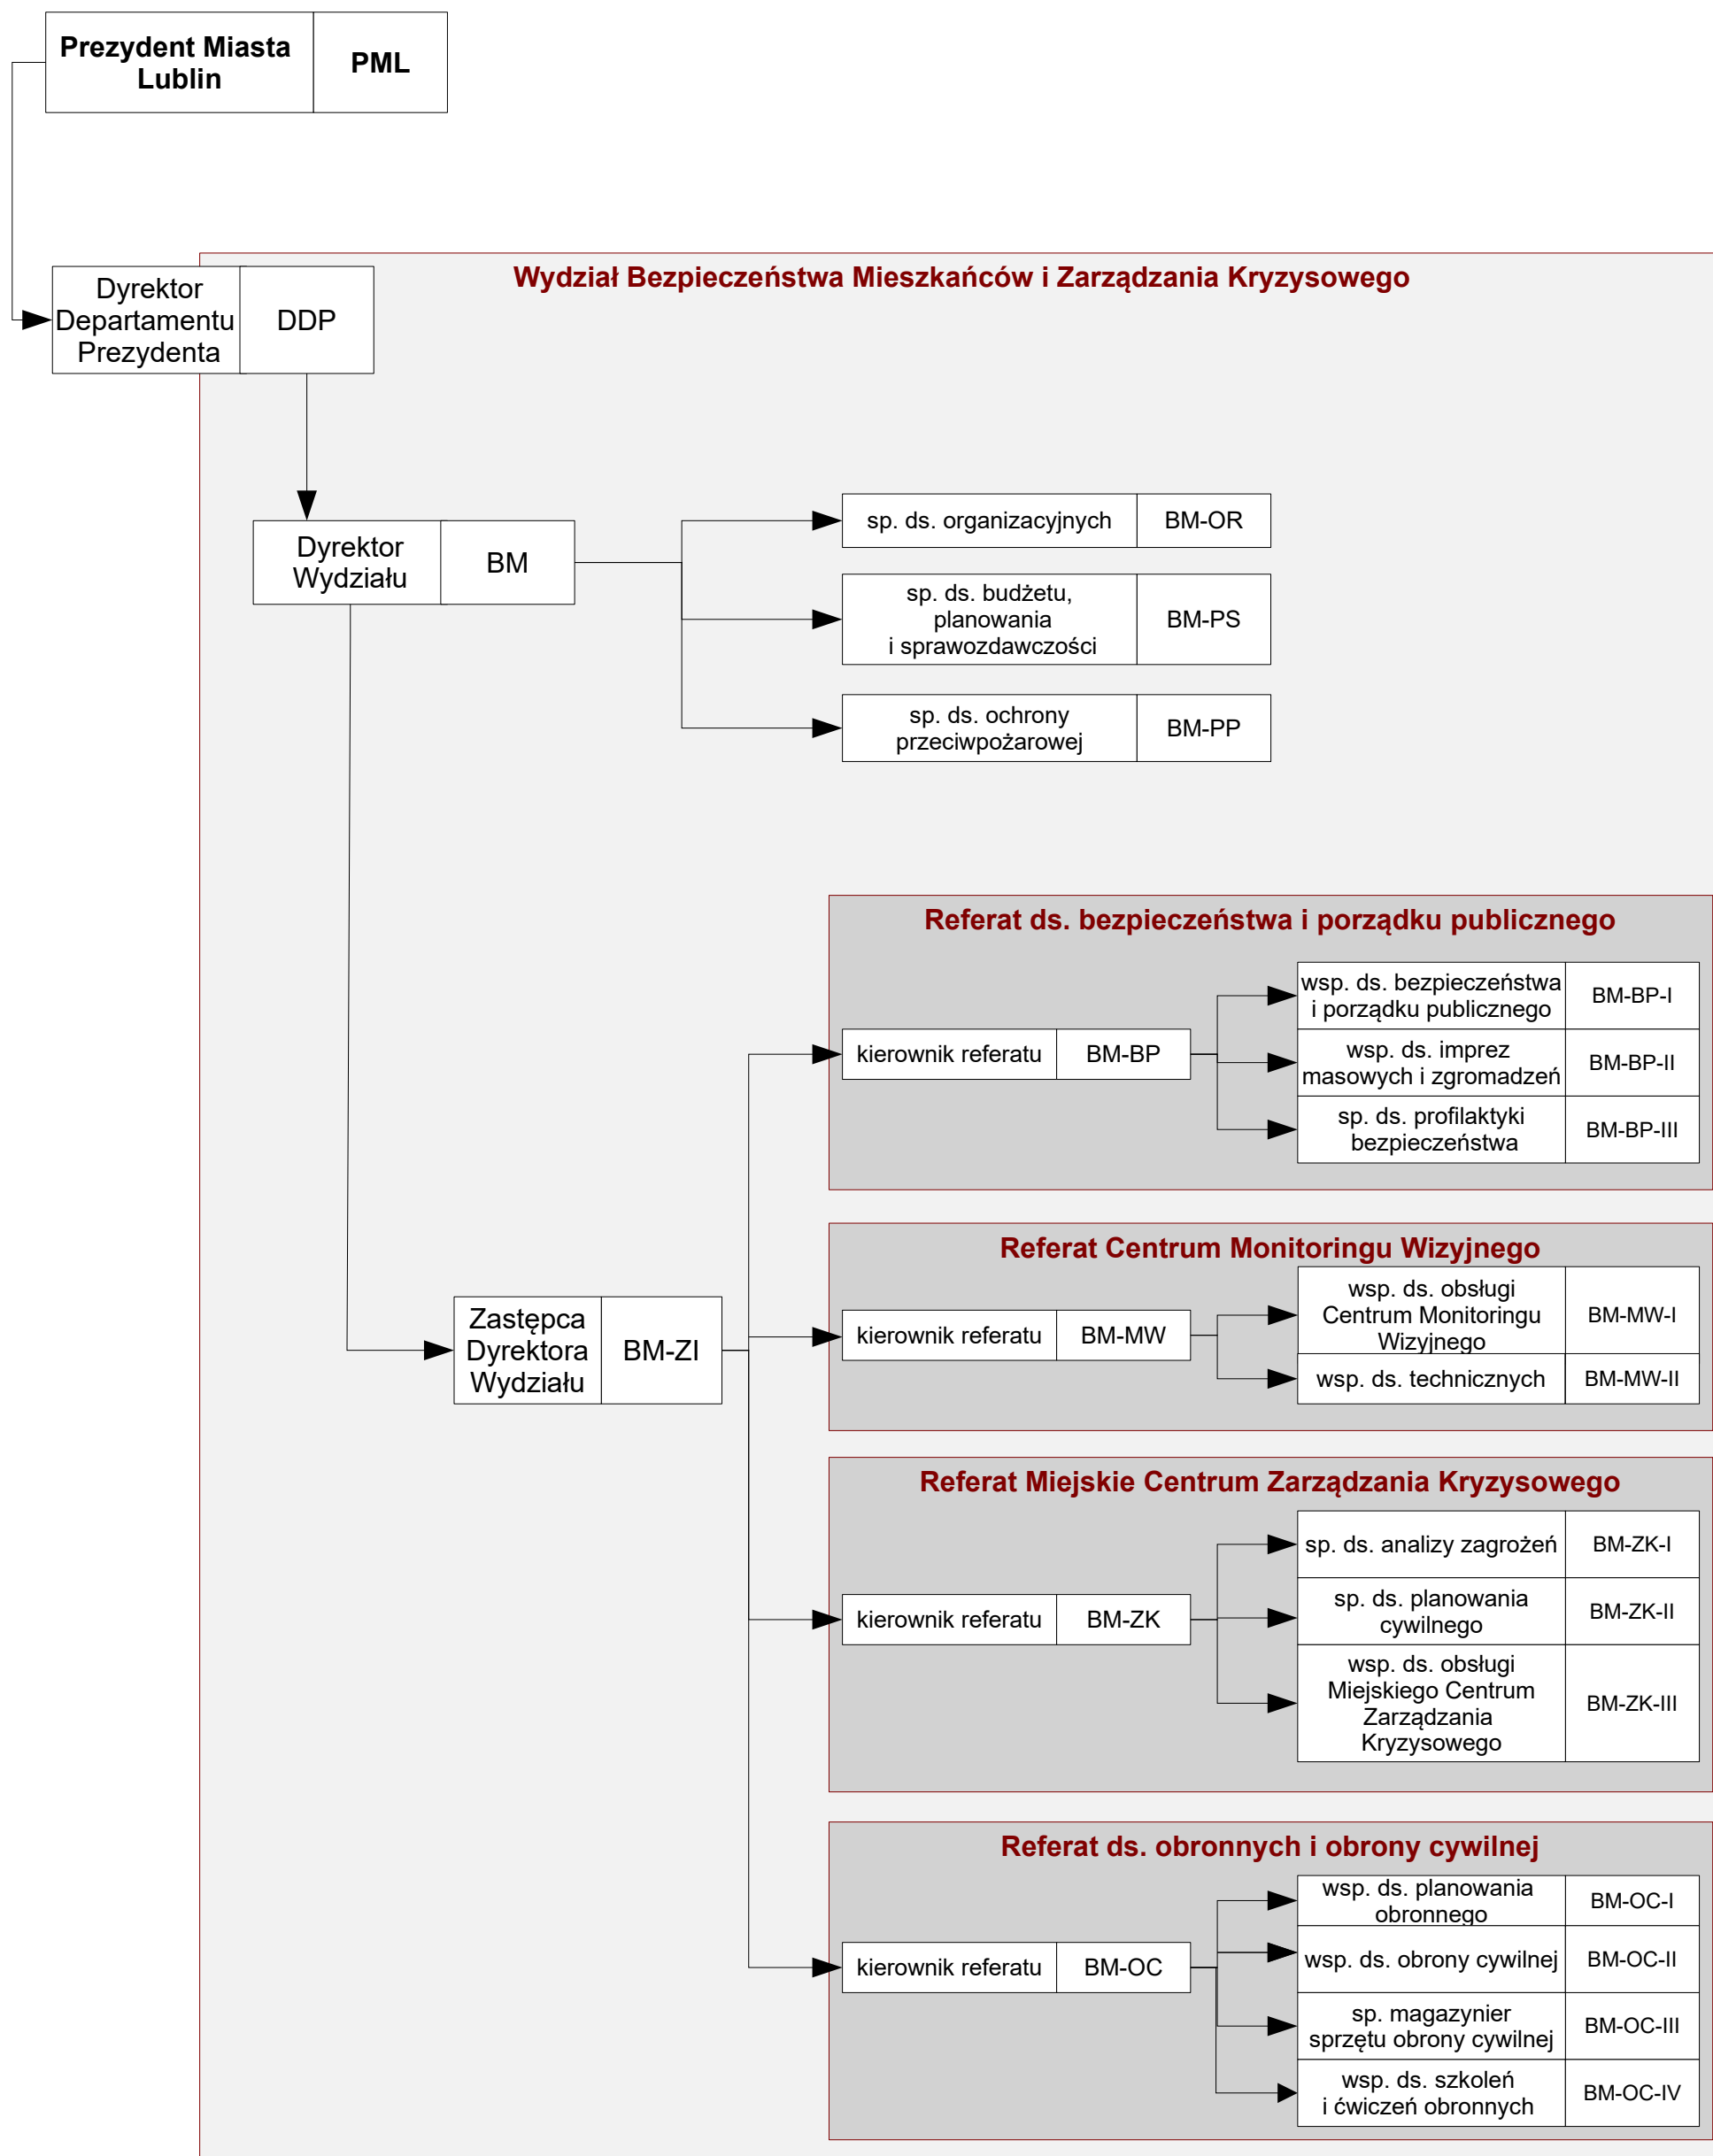 Prezydent Miasta
Lublin
PML
Wydział Bezpieczeństwa Mieszkańców i Zarządzania Kryzysowego
Dyrektor
Departamentu
Prezydenta
DDP
Dyrektor
Wydziału
BM
sp. ds. organizacyjnych
BM-OR
sp. ds. budżetu,
planowania
i sprawozdawczości
BM-PS
sp. ds. ochrony
przeciwpożarowej
BM-PP
Zastępca
Dyrektora
Wydziału
BM-ZI
Referat ds. bezpieczeństwa i porządku publicznego
kierownik referatu
BM-BP
wsp. ds. bezpieczeństwa
i porządku publicznego
BM-BP-I
wsp. ds. imprez
masowych i zgromadzeń
BM-BP-II
sp. ds. profilaktyki
bezpieczeństwa
BM-BP-III
Referat Centrum Monitoringu Wizyjnego
kierownik referatu
BM-MW
wsp. ds. obsługi
Centrum Monitoringu
Wizyjnego
BM-MW-I
wsp. ds. technicznych
BM-MW-II
Referat Miejskie Centrum Zarządzania Kryzysowego
kierownik referatu
BM-ZK
sp. ds. analizy zagrożeń
BM-ZK-I
sp. ds. planowania
cywilnego
BM-ZK-II
wsp. ds. obsługi
Miejskiego Centrum
Zarządzania
Kryzysowego
BM-ZK-III
Referat ds. obronnych i obrony cywilnej
kierownik referatu
BM-OC
wsp. ds. planowania
obronnego
BM-OC-I
wsp. ds. obrony cywilnej
BM-OC-II
sp. magazynier
sprzętu obrony cywilnej
BM-OC-III
wsp. ds. szkoleń
i ćwiczeń obronnych
BM-OC-IV